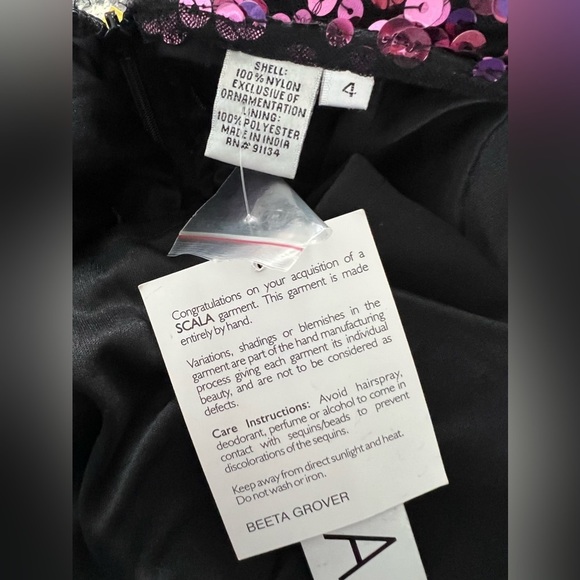 SHELL:
100% NYLON
EXCLUSIVE OF
ORNAMENTATION
LINING:
100% POLYESTER
MADE IN INDIA
RN# 91134
4
Congratulations on your acquisition of a
SCALA garment. This garment is made
entirely by hand.
Variations, shadings or blemishes in the
garment are part of the hand manufacturing
process giving each garment its individual
beauty, and are not to be considered as
defects.
Care Instructions: Avoid hairspray,
deodorant, perfume or alcohol to come in
contact with sequins/beads to prevent
discolorations of the sequins.
Keep away from direct sunlight and heat.
Do not wash or iron.
BEETA GROVER
A